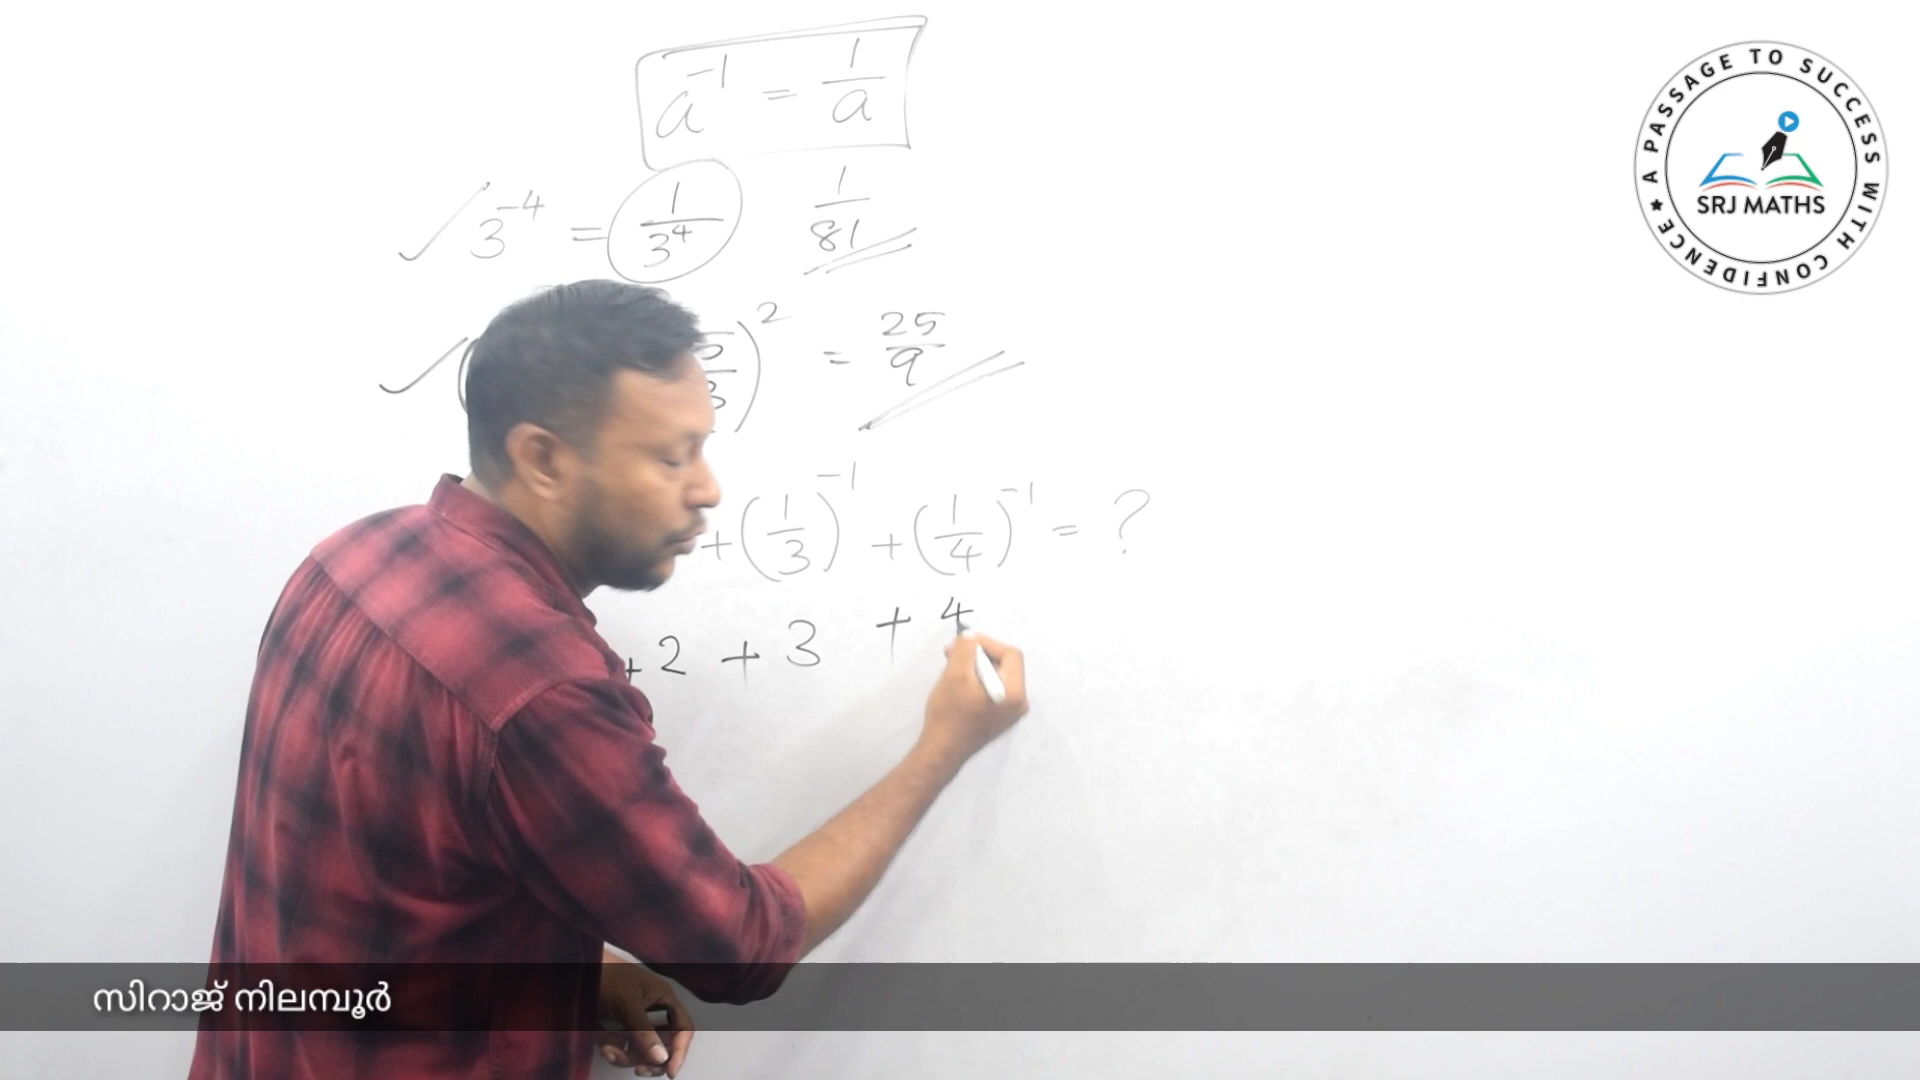 a⁻¹ = 1/a
3⁻⁴ = 1/3⁴ 1/81
)² = 25/9
+ (1/3)⁻¹ + (1/4)⁻¹ = ?
+ 2 + 3 + 4
A PASSAGE TO SUCCESS WITH CONFIDENCE
SRJ MATHS
സിറാജ് നിലമ്പൂർ